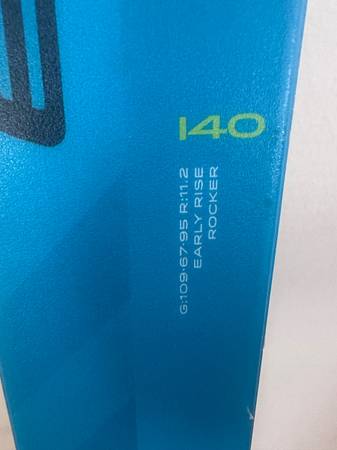 140
G:109-67-95 R:11.2
EARLY RISE
ROCKER